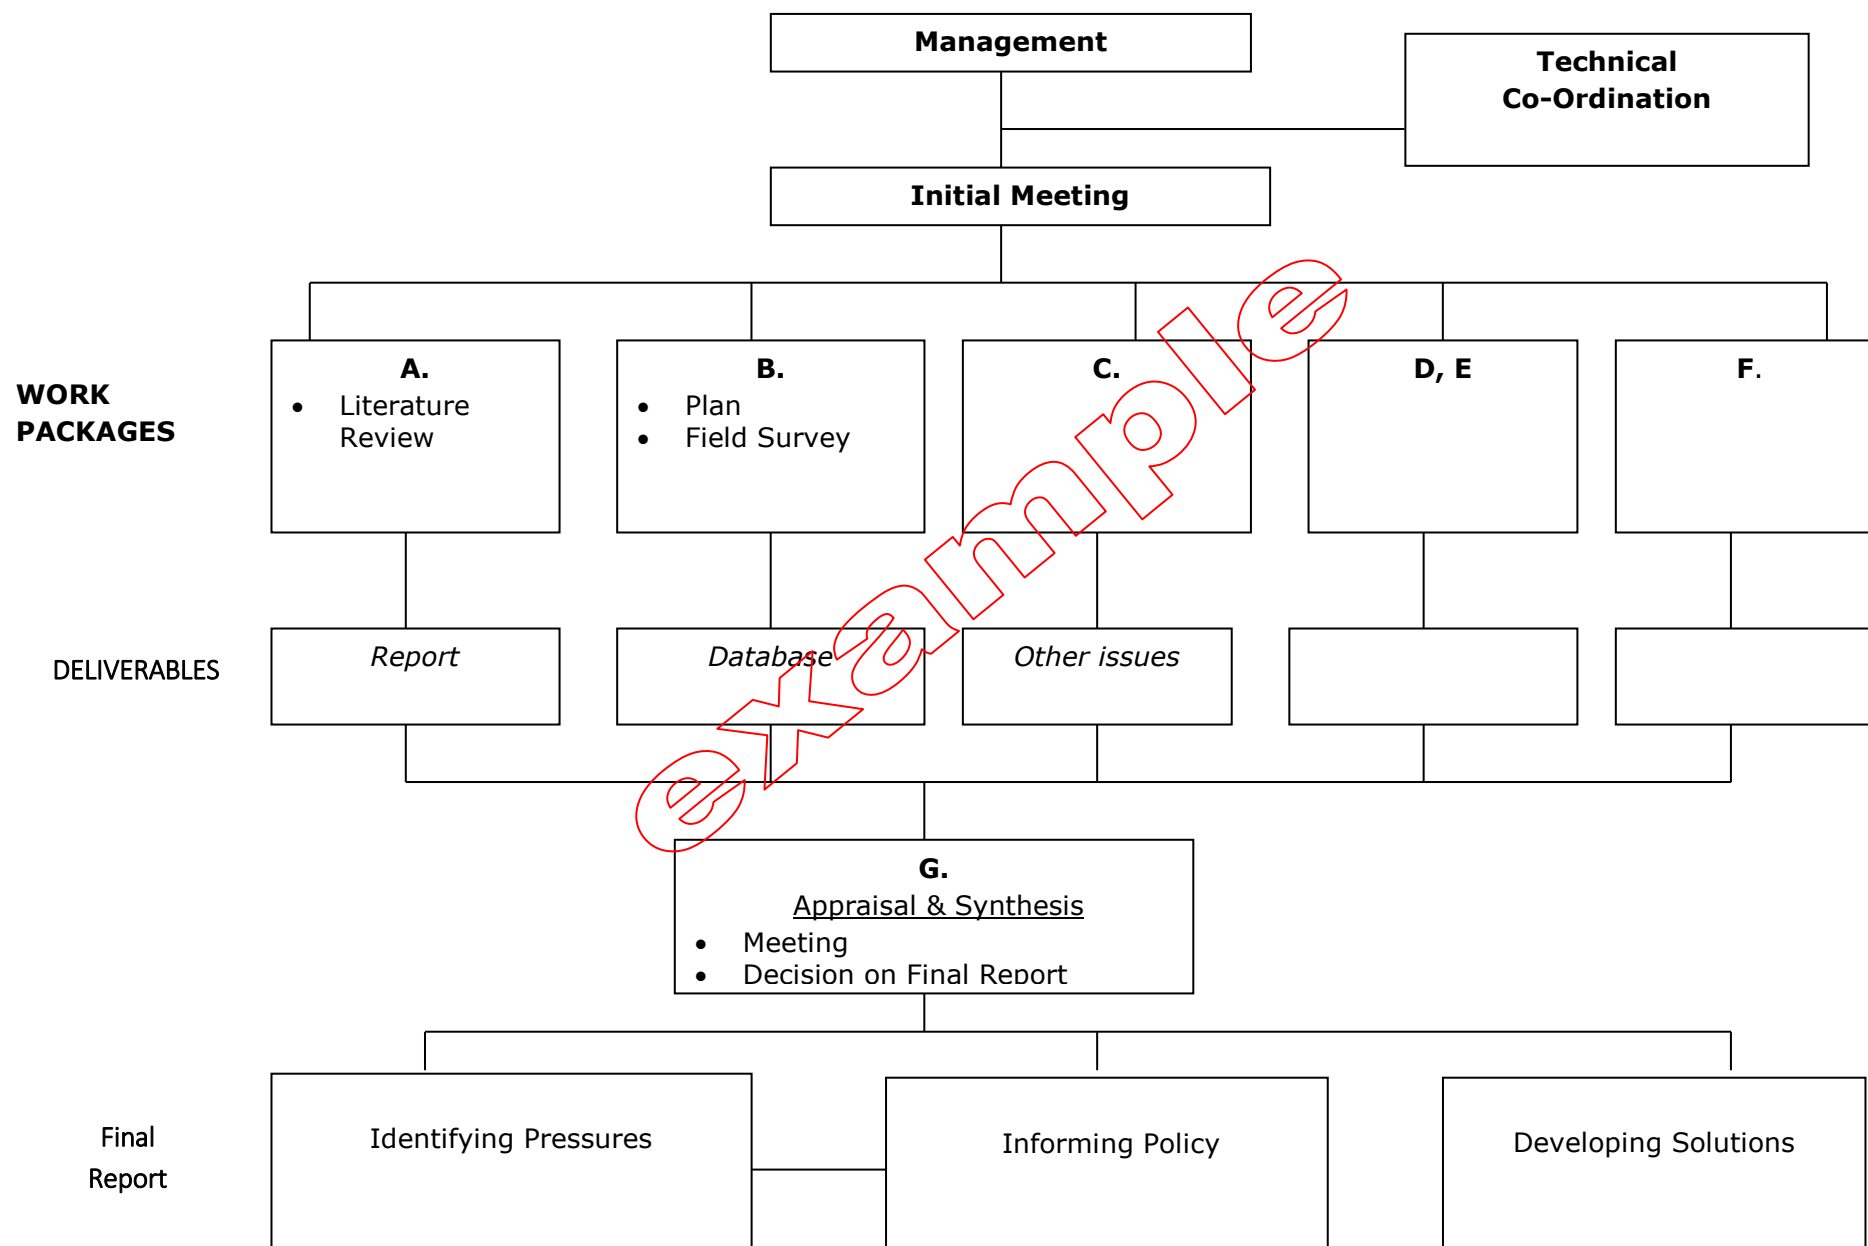 Management
Technical
Co-Ordination
Initial Meeting
WORK
PACKAGES
A.
• Literature
Review
B.
• Plan
• Field Survey
C.
D, E
F.
DELIVERABLES
Report
Database
Other issues
example
G.
Appraisal & Synthesis
• Meeting
• Decision on Final Report
Final
Report
Identifying Pressures
Informing Policy
Developing Solutions